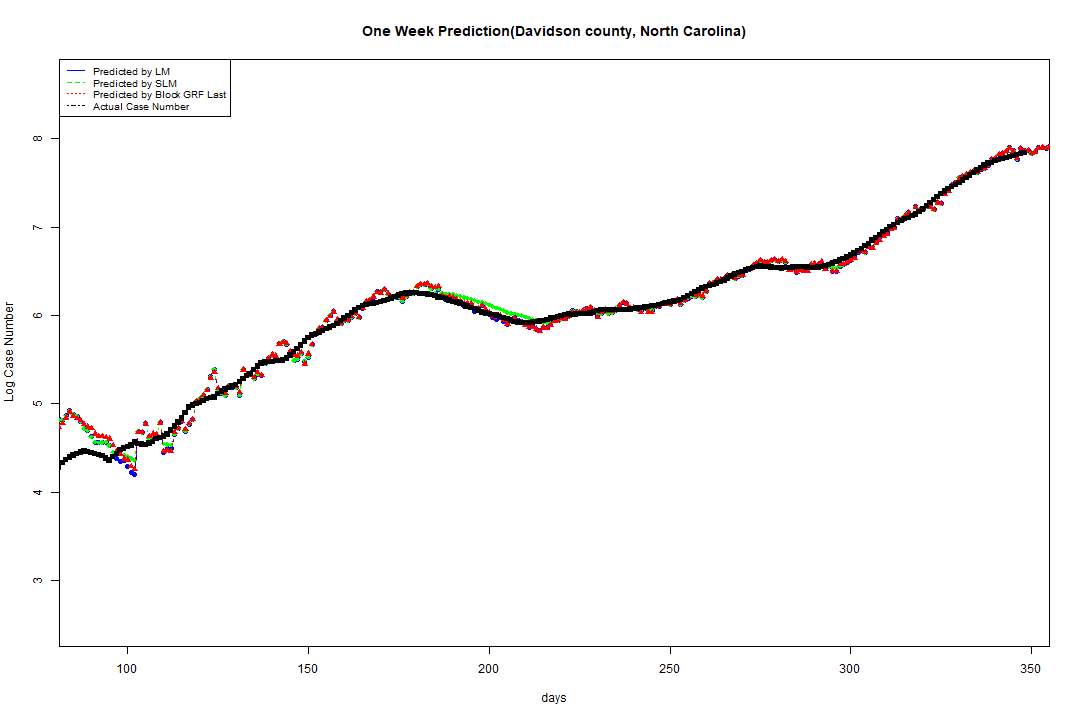 One Week Prediction(Davidson county, North Carolina)
Predicted by LM
Predicted by SLM
Predicted by Block GRF Last
Actual Case Number
8
7
6
5
4
3
Log Case Number
100 150 200 250 300 350
days